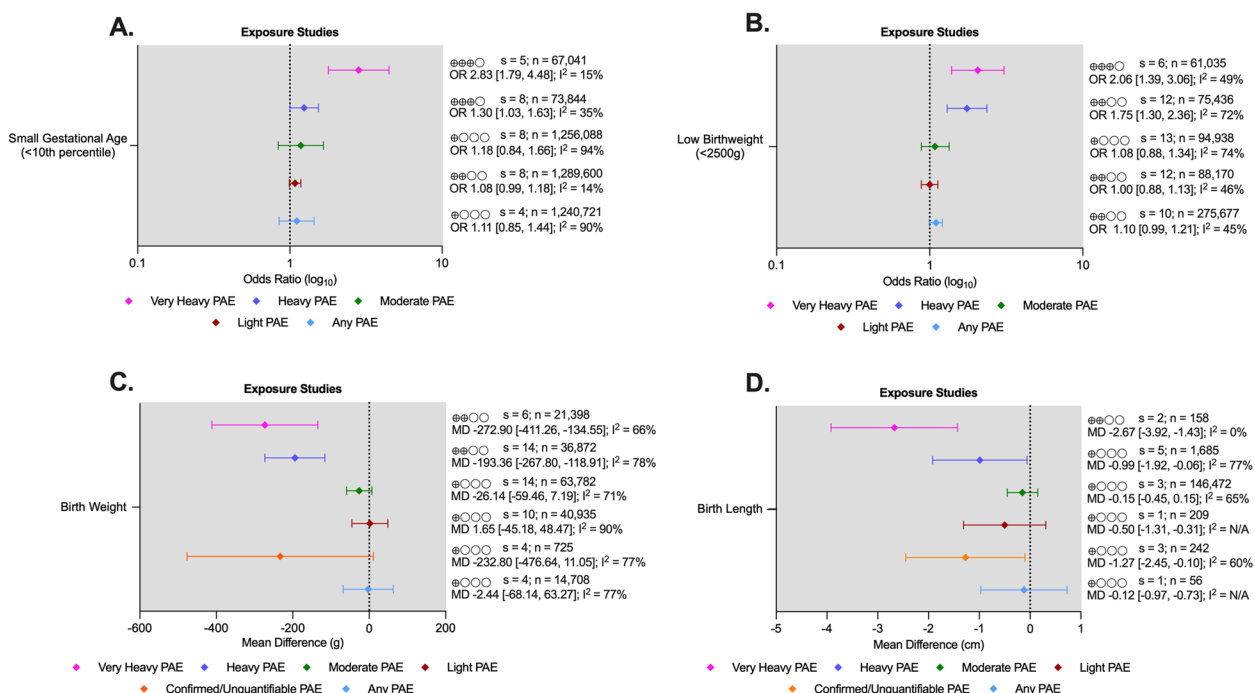 A.
Exposure Studies
Small Gestational Age
(<10th percentile)
⊕⊕⊕◯ s = 5; n = 67,041
OR 2.83 [1.79, 4.48]; I² = 15%
⊕⊕⊕◯ s = 8; n = 73,844
OR 1.30 [1.03, 1.63]; I² = 35%
⊕◯◯◯ s = 8; n = 1,256,088
OR 1.18 [0.84, 1.66]; I² = 94%
⊕⊕◯◯ s = 8; n = 1,289,600
OR 1.08 [0.99, 1.18]; I² = 14%
⊕◯◯◯ s = 4; n = 1,240,721
OR 1.11 [0.85, 1.44]; I² = 90%
0.1 1 10
Odds Ratio (log₁₀)
Very Heavy PAE Heavy PAE Moderate PAE
Light PAE Any PAE
B.
Exposure Studies
Low Birthweight
(<2500g)
⊕⊕⊕◯ s = 6; n = 61,035
OR 2.06 [1.39, 3.06]; I² = 49%
⊕⊕◯◯ s = 12; n = 75,436
OR 1.75 [1.30, 2.36]; I² = 72%
⊕◯◯◯ s = 13; n = 94,938
OR 1.08 [0.88, 1.34]; I² = 74%
⊕⊕◯◯ s = 12; n = 88,170
OR 1.00 [0.88, 1.13]; I² = 46%
⊕⊕◯◯ s = 10; n = 275,677
OR 1.10 [0.99, 1.21]; I² = 45%
0.1 1 10
Odds Ratio (log₁₀)
Very Heavy PAE Heavy PAE Moderate PAE
Light PAE Any PAE
C.
Exposure Studies
Birth Weight
⊕⊕◯◯ s = 6; n = 21,398
MD -272.90 [-411.26, -134.55]; I² = 66%
⊕⊕◯◯ s = 14; n = 36,872
MD -193.36 [-267.80, -118.91]; I² = 78%
⊕◯◯◯ s = 14; n = 63,782
MD -26.14 [-59.46, 7.19]; I² = 71%
⊕◯◯◯ s = 10; n = 40,935
MD 1.65 [-45.18, 48.47]; I² = 90%
⊕◯◯◯ s = 4; n = 725
MD -232.80 [-476.64, 11.05]; I² = 77%
⊕◯◯◯ s = 4; n = 14,708
MD -2.44 [-68.14, 63.27]; I² = 77%
-600 -400 -200 0 200
Mean Difference (g)
Very Heavy PAE Heavy PAE Moderate PAE Light PAE
Confirmed/Unquantifiable PAE Any PAE
D.
Exposure Studies
Birth Length
⊕⊕◯◯ s = 2; n = 158
MD -2.67 [-3.92, -1.43]; I² = 0%
⊕◯◯◯ s = 5; n = 1,685
MD -0.99 [-1.92, -0.06]; I² = 77%
⊕◯◯◯ s = 3; n = 146,472
MD -0.15 [-0.45, 0.15]; I² = 65%
⊕◯◯◯ s = 1; n = 209
MD -0.50 [-1.31, -0.31]; I² = N/A
⊕◯◯◯ s = 3; n = 242
MD -1.27 [-2.45, -0.10]; I² = 60%
⊕◯◯◯ s = 1; n = 56
MD -0.12 [-0.97, -0.73]; I² = N/A
-5 -4 -3 -2 -1 0 1
Mean Difference (cm)
Very Heavy PAE Heavy PAE Moderate PAE Light PAE
Confirmed/Unquantifiable PAE Any PAE